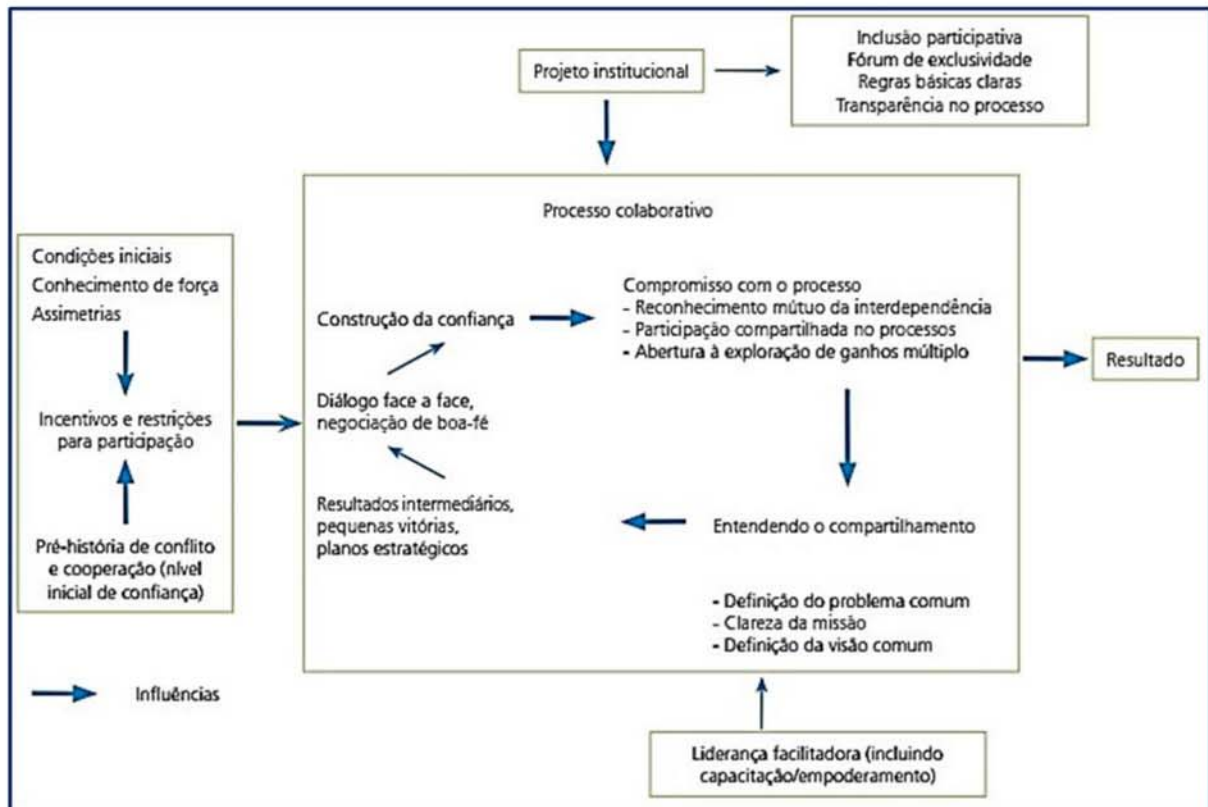 Projeto institucional
Inclusão participativa
Fórum de exclusividade
Regras básicas claras
Transparência no processo
Processo colaborativo
Condições iniciais
Conhecimento de força
Assimetrias
Incentivos e restrições
para participação
Pré-história de conflito
e cooperação (nível
inicial de confiança)
Construção da confiança
Compromisso com o processo
- Reconhecimento mútuo da interdependência
- Participação compartilhada no processos
- Abertura à exploração de ganhos múltiplo
Diálogo face a face,
negociação de boa-fé
Resultados intermediários,
pequenas vitórias,
planos estratégicos
Entendendo o compartilhamento
- Definição do problema comum
- Clareza da missão
- Definição da visão comum
Resultado
Influências
Liderança facilitadora (incluindo
capacitação/empoderamento)